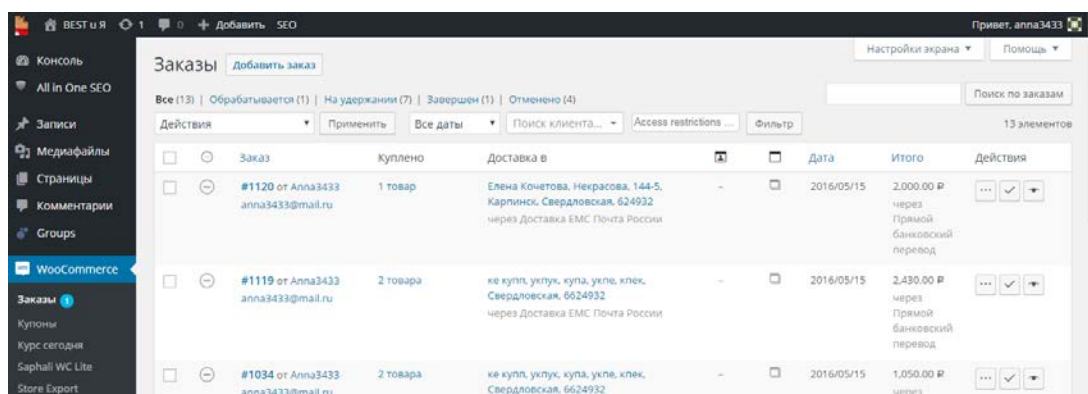 BEST и Я 1 0 + Добавить SEO Привет, anna3433
Консоль
All in One SEO
Записи
Медиафайлы
Страницы
Комментарии
Groups
WooCommerce
Заказы 1
Купоны
Курс сегодня
Saphali WC Lite
Store Export
Настройки экрана Помощь
Заказы Добавить заказ
Все (13) | Обрабатывается (1) | На удержании (7) | Завершен (1) | Отменено (4)
Поиск по заказам
Действия Применить Все даты Поиск клиента... Access restrictions ... Фильтр 13 элементов
Заказ Куплено Доставка в Дата Итого Действия
#1120 от Anna3433 1 товар Елена Кочетова, Некрасова, 144-5, – 2016/05/15 2,000.00 ₽
anna3433@mail.ru Карпинск, Свердловская, 624932 через
через Доставка ЕМС Почта России Прямой
банковский
перевод
#1119 от Anna3433 2 товара ке купп, укпук, купа, укпе, кпек, – 2016/05/15 2,430.00 ₽
anna3433@mail.ru Свердловская, 6624932 через
через Доставка ЕМС Почта России Прямой
банковский
перевод
#1034 от Anna3433 2 товара ке купп, укпук, купа, укпе, кпек, – 2016/05/15 1,050.00 ₽
anna3433@mail.ru Свердловская, 6624932 через